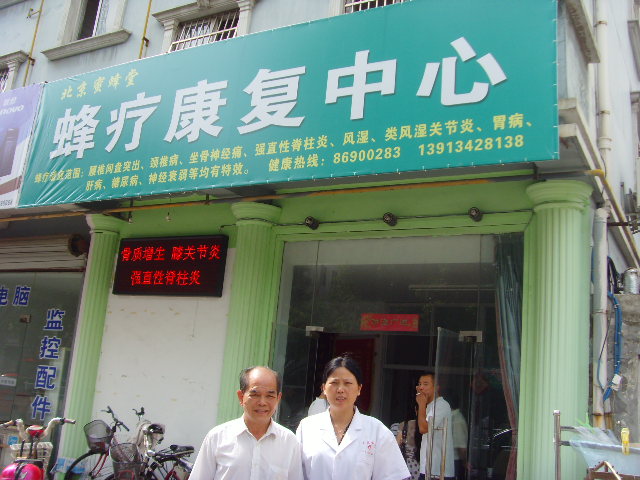 北京蜜蜂堂
蜂疗康复中心
蜂疗治疗范围：腰椎间盘突出、颈椎病、坐骨神经痛、强直性脊柱炎、风湿、类风湿关节炎、胃病、
肝病、糖尿病、神经衰弱等均有特效。 健康热线：86900283 13913428138
骨质增生 膝关节炎
强直性脊柱炎
电脑
监控配件